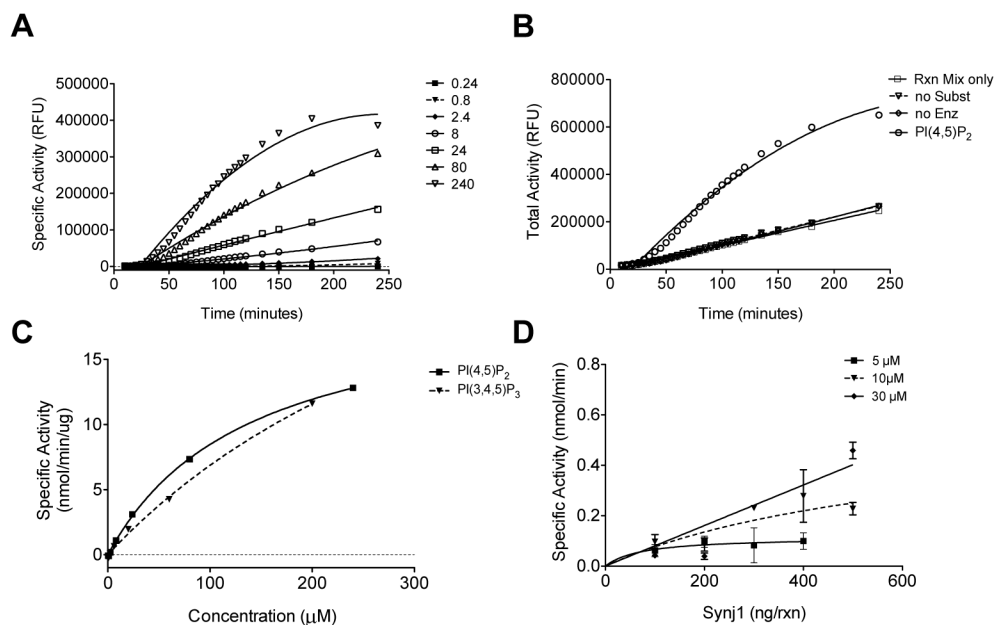 A
Specific Activity (RFU)
500000
400000
300000
200000
100000
0
0
50
100
150
200
250
Time (minutes)
0.24
0.8
2.4
8
24
80
240
B
Total Activity (RFU)
800000
600000
400000
200000
0
0
50
100
150
200
250
Time (minutes)
Rxn Mix only
no Subst
no Enz
PI(4,5)P₂
C
Specific Activity
(nmol/min/ug)
15
10
5
0
0
100
200
300
Concentration (μM)
PI(4,5)P₂
PI(3,4,5)P₃
D
Specific Activity (nmol/min)
0.8
0.6
0.4
0.2
0.0
0
200
400
600
Synj1 (ng/rxn)
5 µM
10µM
30 µM